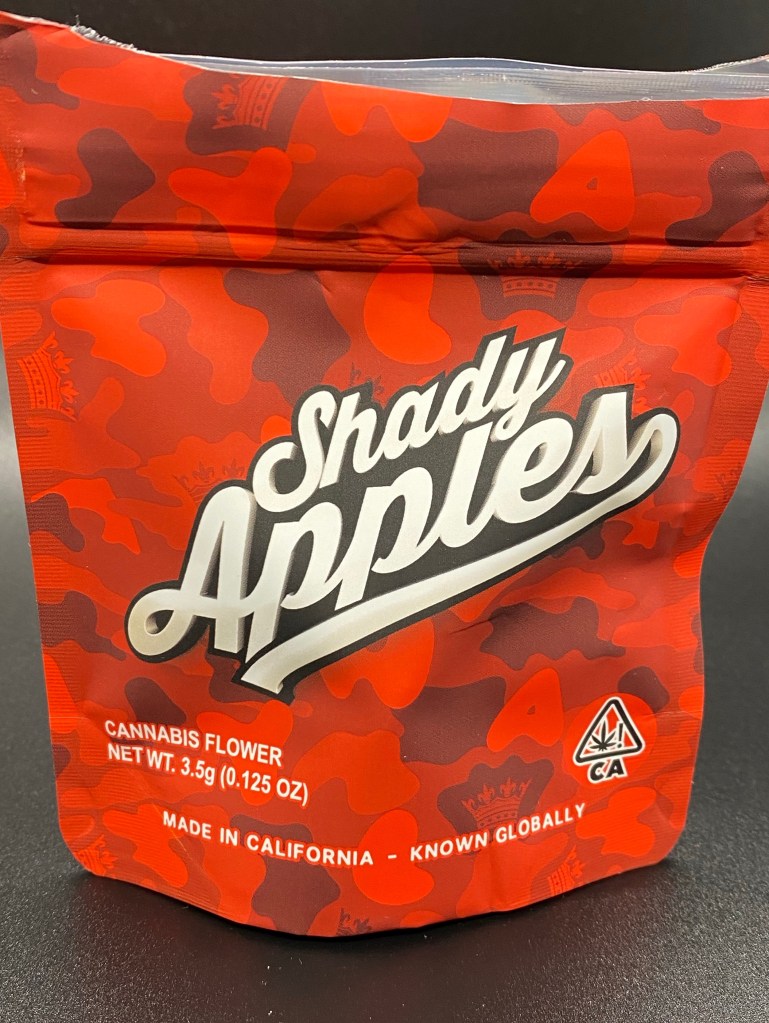 Shady
Apples
CANNABIS FLOWER
NET WT. 3.5g (0.125 OZ)
!
CA
MADE IN CALIFORNIA - KNOWN GLOBALLY